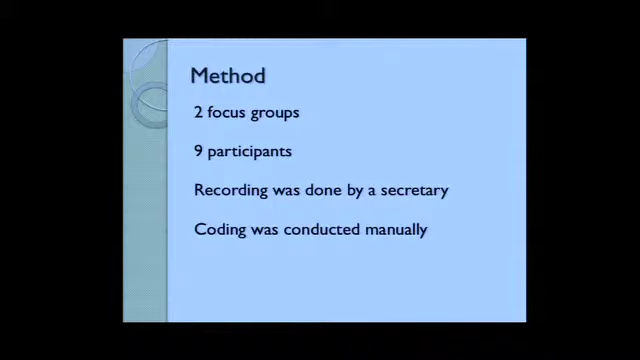 Method
2 focus groups
9 participants
Recording was done by a secretary
Coding was conducted manually